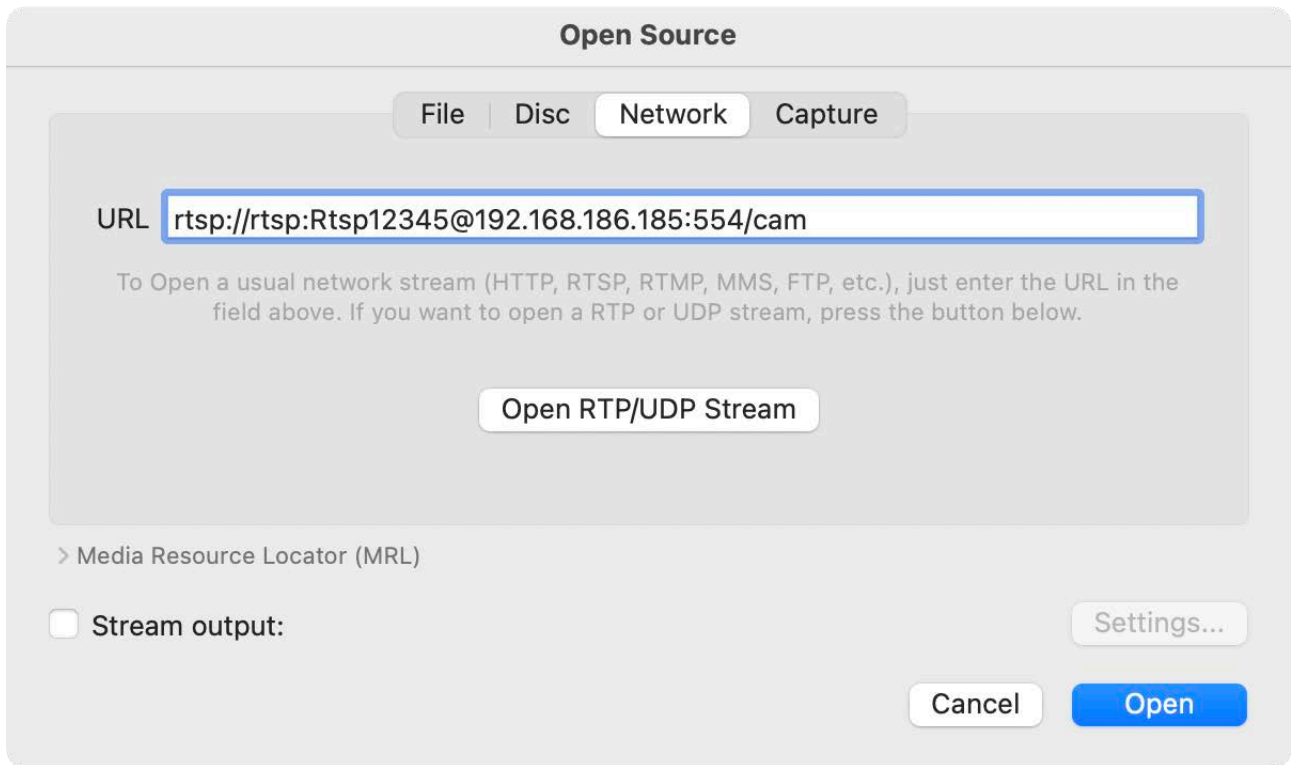 Open Source
File Disc Network Capture
URL rtsp://rtsp:Rtsp12345@192.168.186.185:554/cam
To Open a usual network stream (HTTP, RTSP, RTMP, MMS, FTP, etc.), just enter the URL in the
field above. If you want to open a RTP or UDP stream, press the button below.
Open RTP/UDP Stream
Media Resource Locator (MRL)
Stream output:
Settings...
Cancel
Open